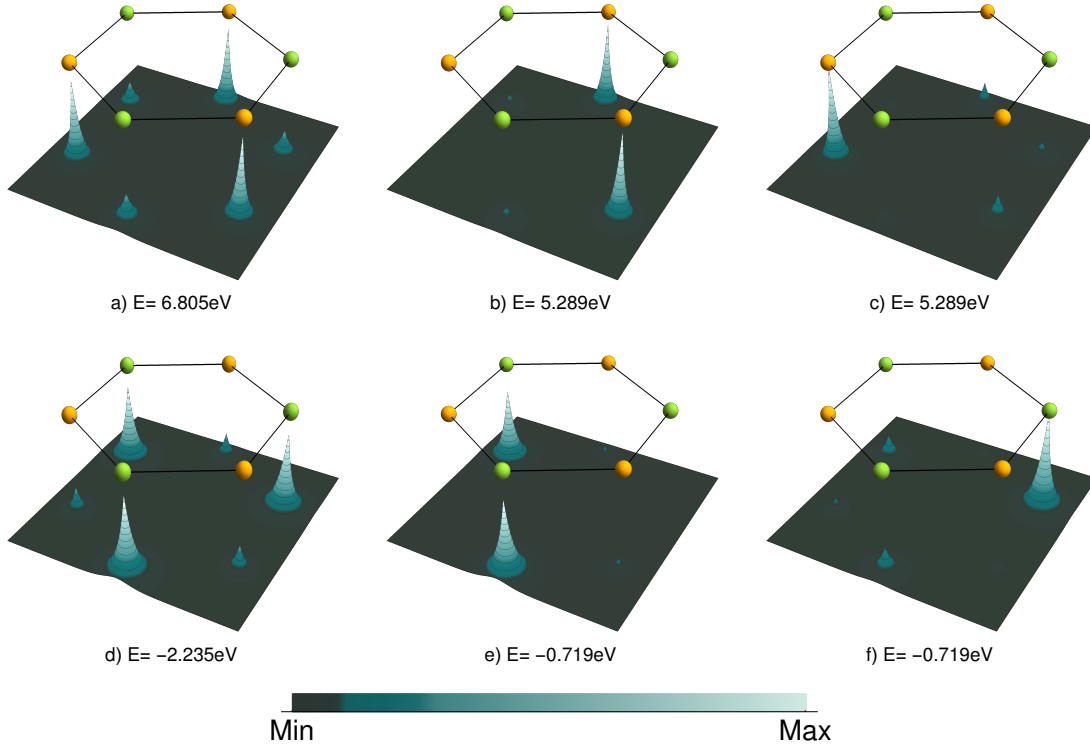 a) E= 6.805eV
b) E= 5.289eV
c) E= 5.289eV
d) E= −2.235eV
e) E= −0.719eV
f) E= −0.719eV
Min
Max